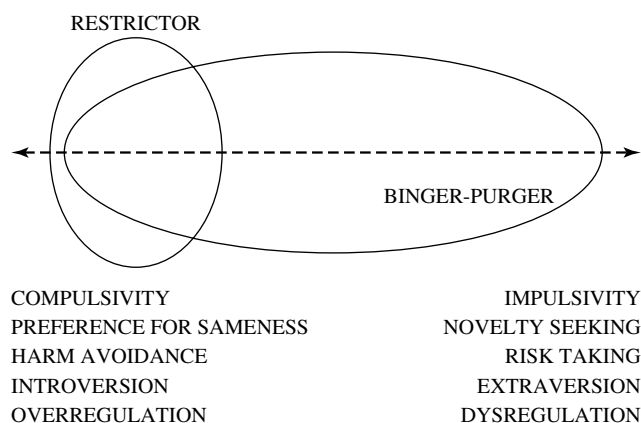 RESTRICTOR
BINGER-PURGER
COMPULSIVITY IMPULSIVITY
PREFERENCE FOR SAMENESS NOVELTY SEEKING
HARM AVOIDANCE RISK TAKING
INTROVERSION EXTRAVERSION
OVERREGULATION DYSREGULATION